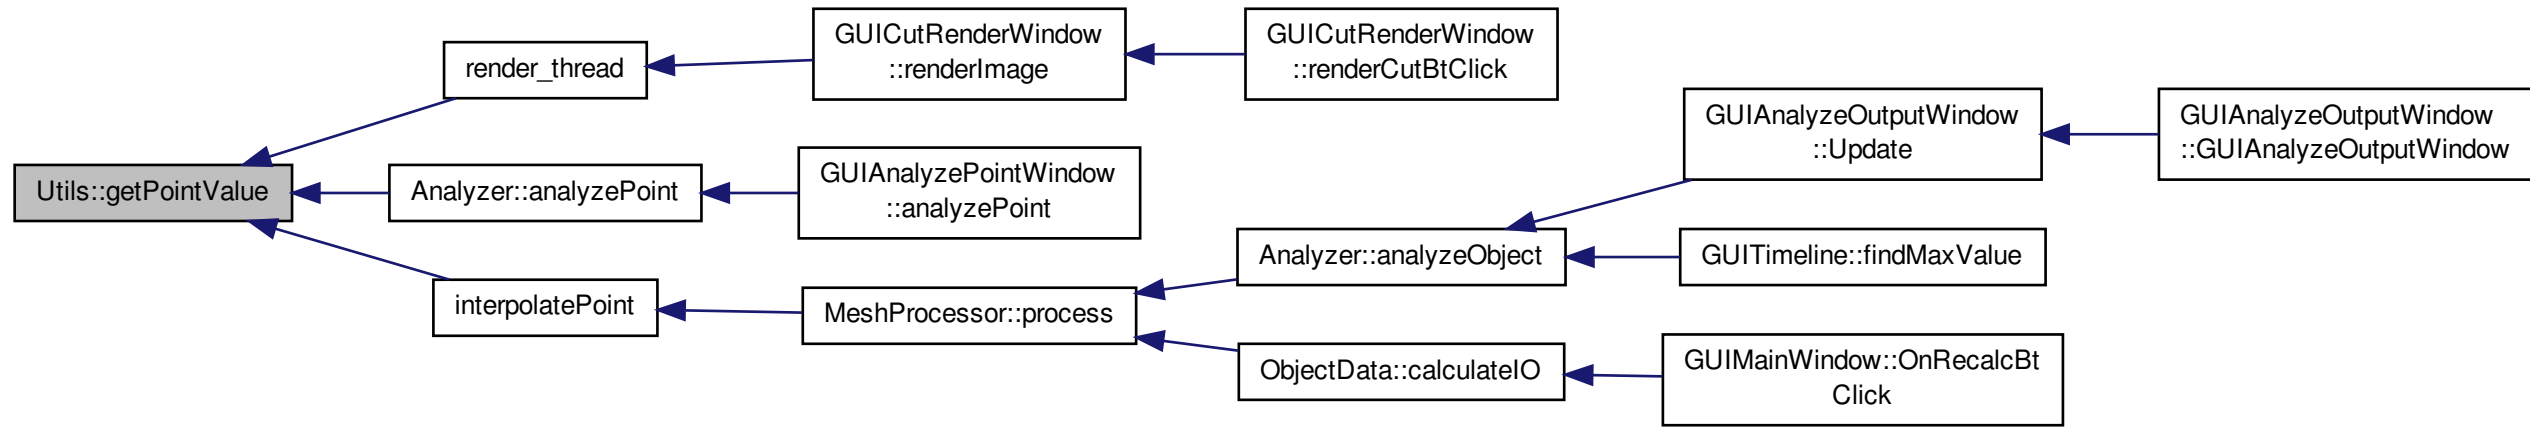 GUICutRenderWindow
::renderImage
GUICutRenderWindow
::renderCutBtClick
render_thread
GUIAnalyzeOutputWindow
::Update
GUIAnalyzeOutputWindow
::GUIAnalyzeOutputWindow
Utils::getPointValue
Analyzer::analyzePoint
GUIAnalyzePointWindow
::analyzePoint
Analyzer::analyzeObject
GUITimeline::findMaxValue
interpolatePoint
MeshProcessor::process
ObjectData::calculateIO
GUIMainWindow::OnRecalcBt
Click